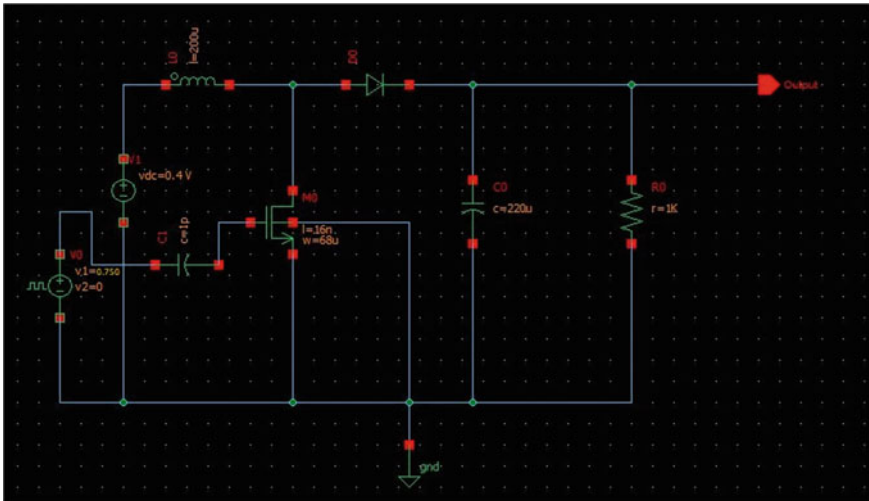 L0
l=200u
D0
Output
V1
vdc=0.4 V
M0
l=16n
w=68u
C0
c=220u
R0
r=1K
C1
c=1p
V0
v1=0.750
v2=0
gnd